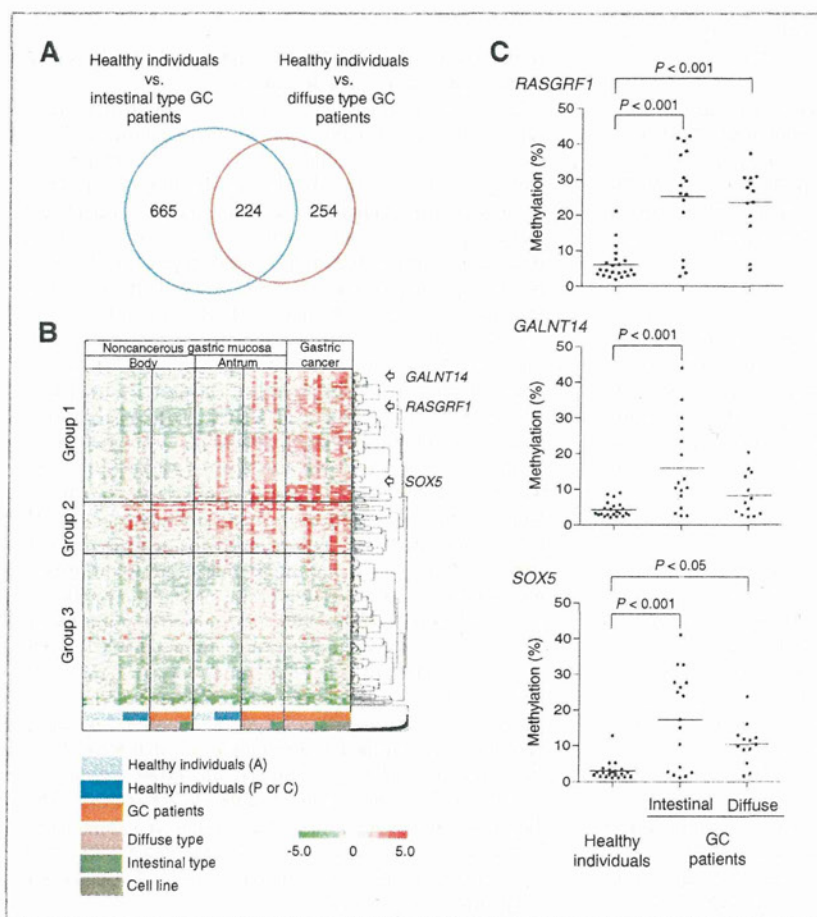 A
Healthy individuals
vs.
intestinal type GC
patients
Healthy individuals
vs.
diffuse type GC
patients
665
224
254
B
Noncancerous gastric mucosa
Gastric
cancer
Body
Antrum
Group 1
Group 2
Group 3
GALNT14
RASGRF1
SOX5
Healthy individuals (A)
Healthy individuals (P or C)
GC patients
Diffuse type
Intestinal type
Cell line
-5.0
0
5.0
C
RASGRF1
P < 0.001
P < 0.001
Methylation (%)
50
40
30
20
10
0
GALNT14
P < 0.001
Methylation (%)
50
40
30
20
10
0
SOX5
P < 0.05
P < 0.001
Methylation (%)
50
40
30
20
10
0
Intestinal
Diffuse
Healthy
individuals
GC
patients